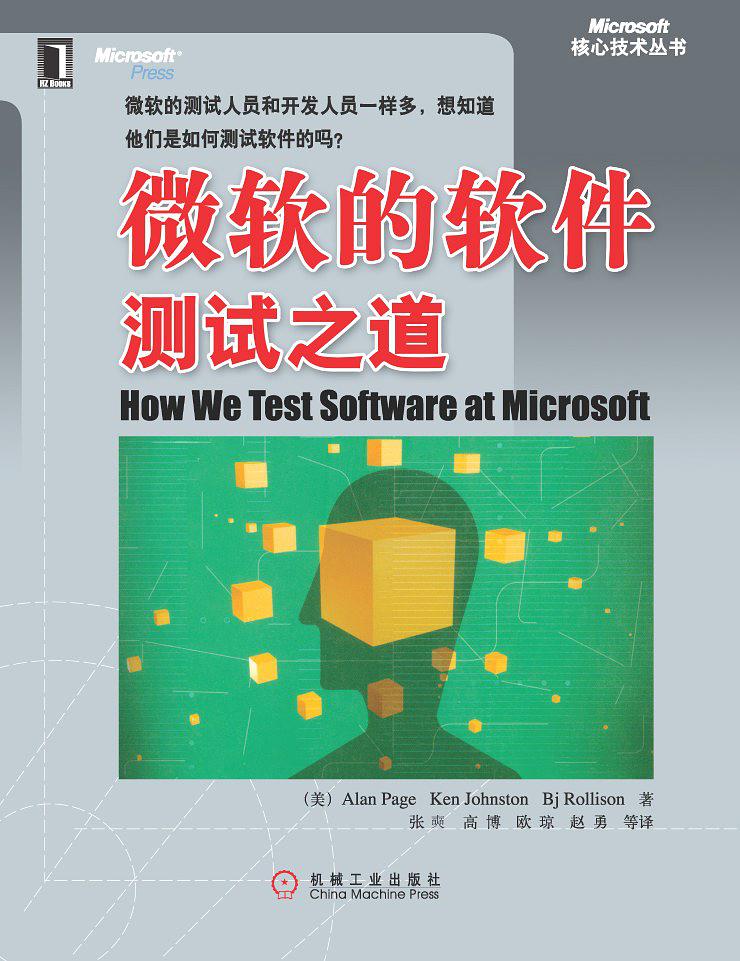 HZ BOOKS
Microsoft®
Press
Microsoft
核心技术丛书
微软的测试人员和开发人员一样多，想知道
他们是如何测试软件的吗？
微软的软件
测试之道
How We Test Software at Microsoft
（美）Alan Page Ken Johnston Bj Rollison 著
张奭 高博 欧琼 赵勇 等译
机械工业出版社
China Machine Press